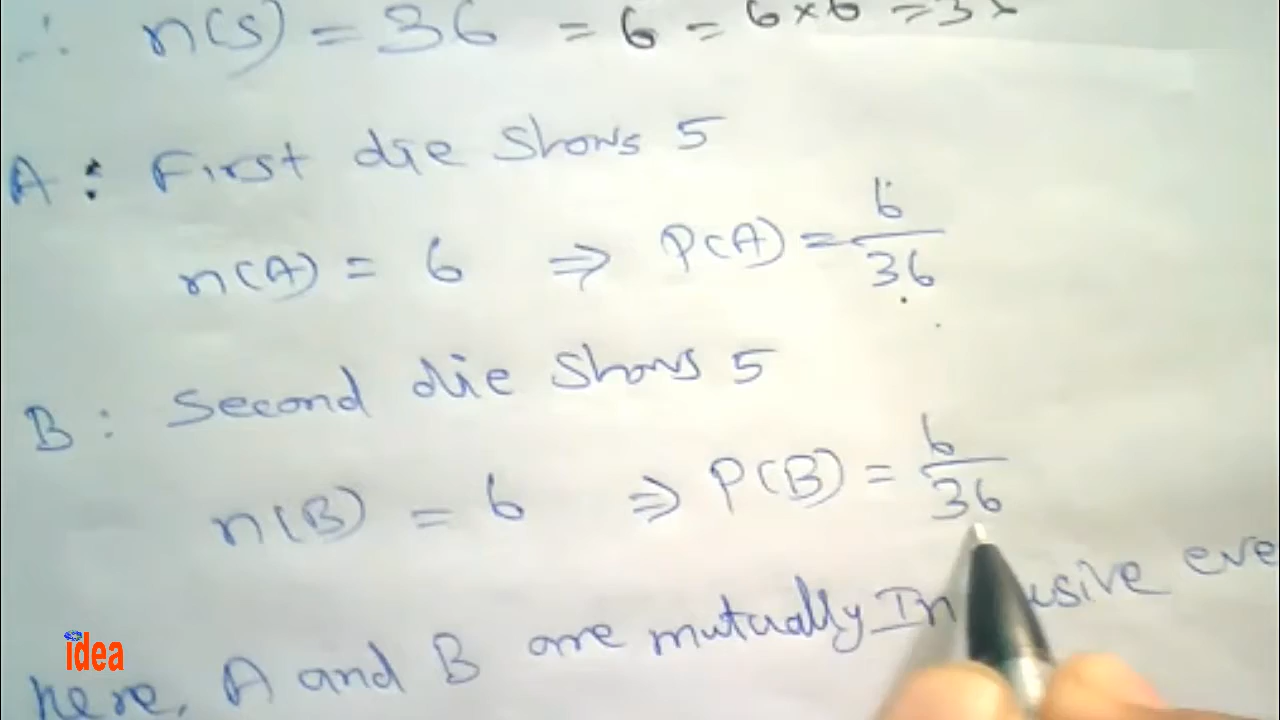 ∴ n(S) = 36 = 6 = 6×6 = 3
A : First die Shows 5
n(A) = 6 ⇒ P(A) = 6/36
B : Second die Shows 5
n(B) = 6 ⇒ P(B) = 6/36
here, A and B are mutually eve
idea